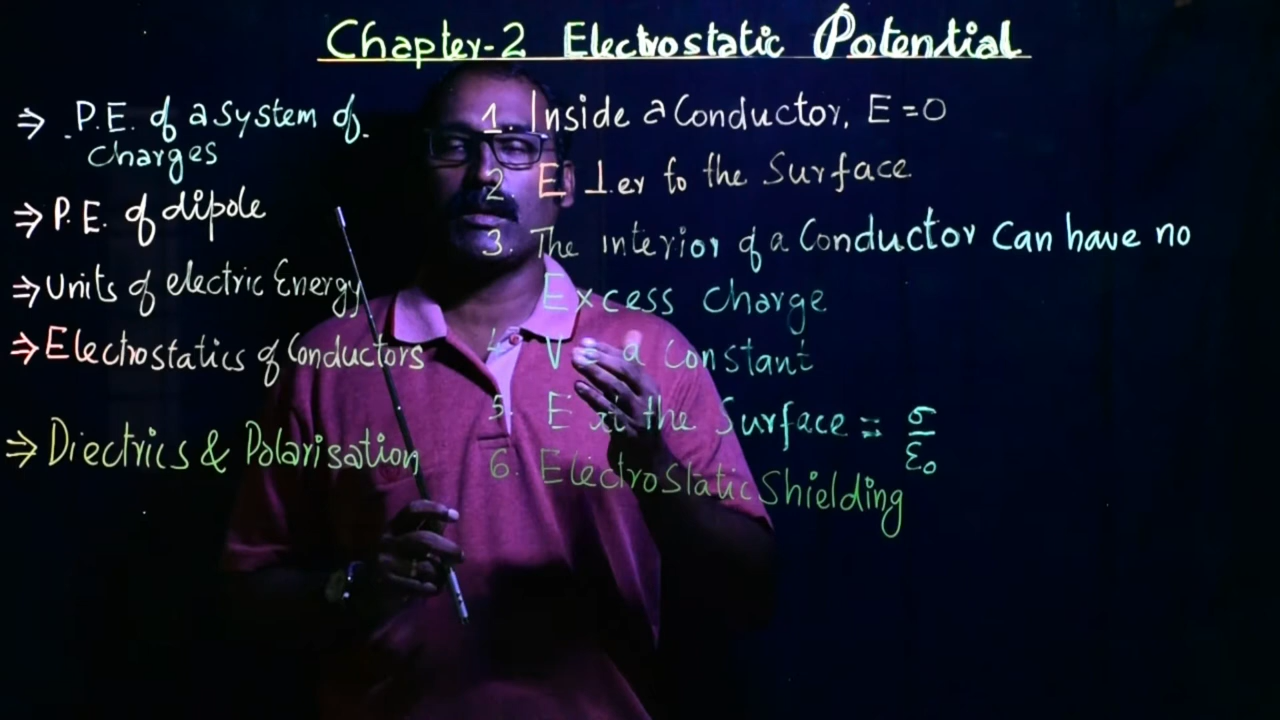 Chapter-2 Electrostatic Potential
⇒ P.E. of a system of
charges
⇒ P.E. of dipole
⇒ Units of electric Energy
⇒ Electrostatics of Conductors
⇒ Diectrics & Polarisation
1. Inside a Conductor, E = 0
2. E ⊥er to the Surface
3. The interior of a Conductor Can have no
Excess charge
4. V a Constant
5. E at the Surface = σ/ε₀
6. Electrostatic Shielding